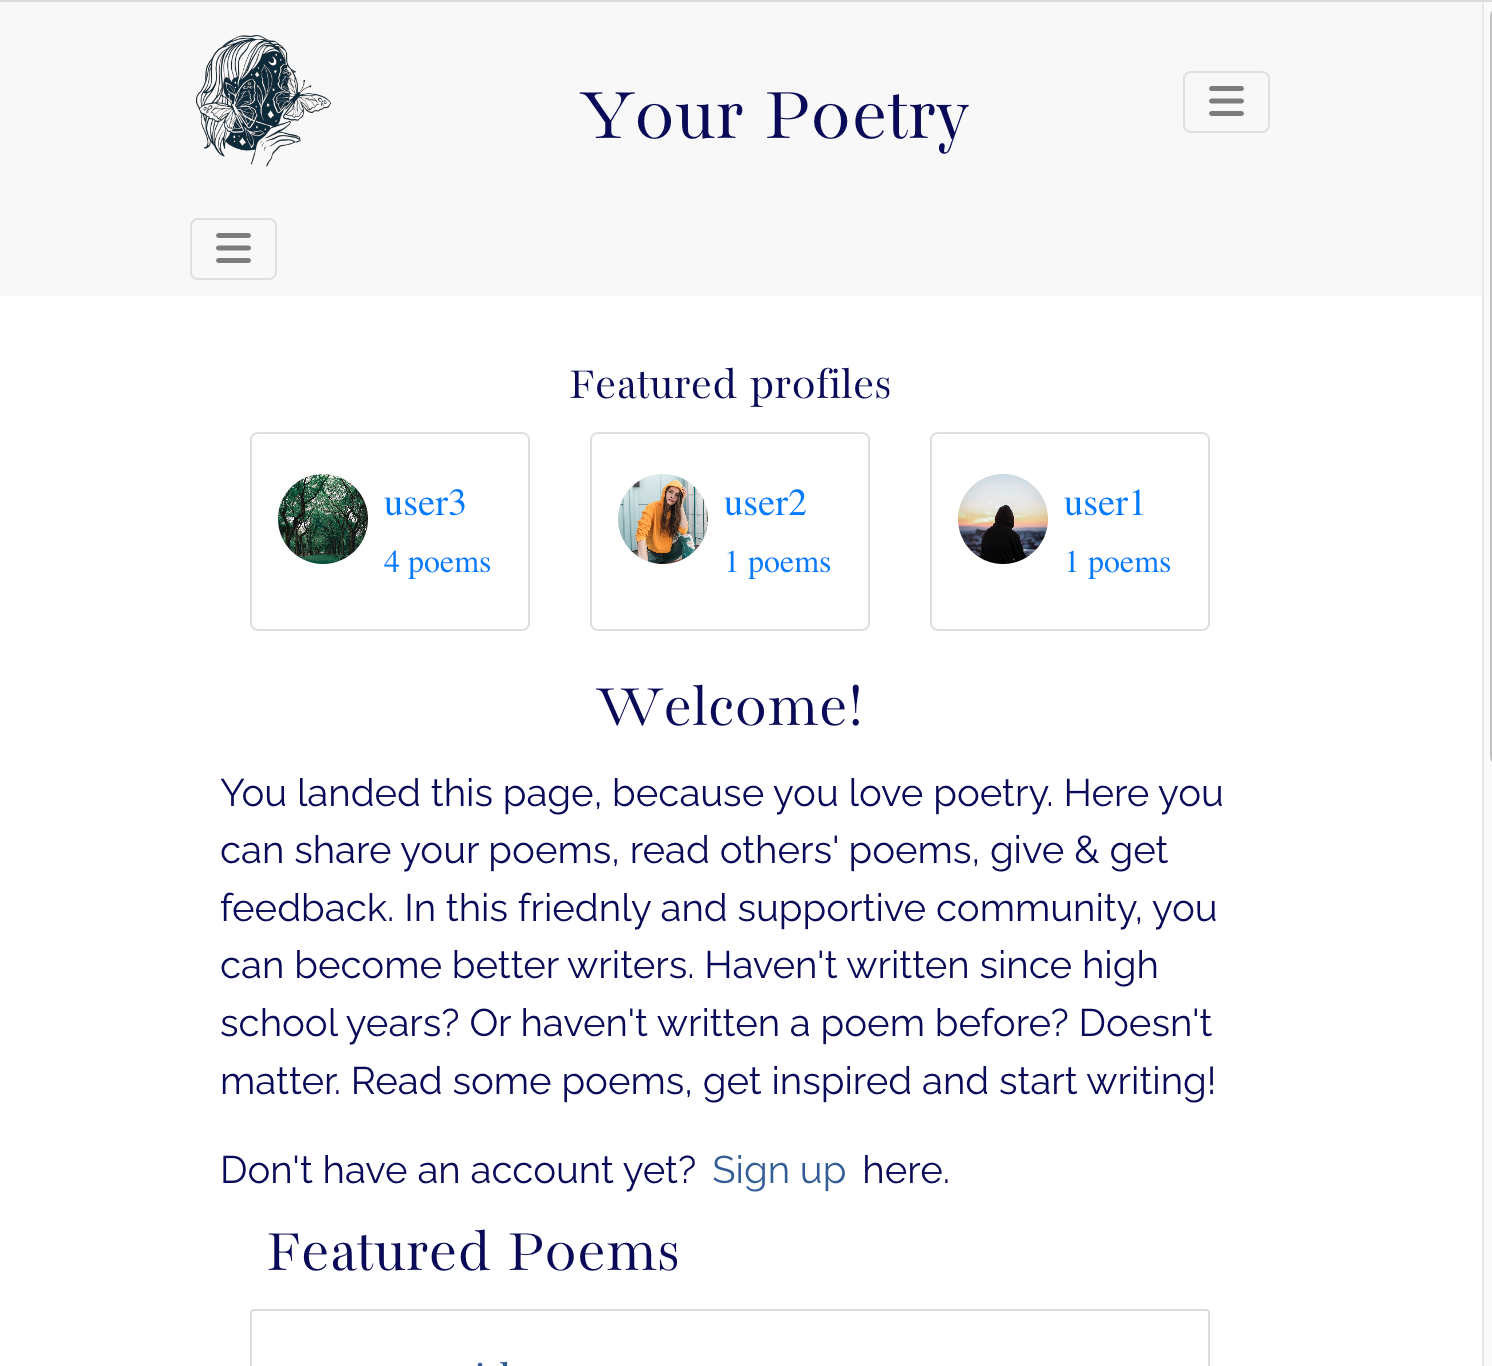 Your Poetry
Featured profiles
user3
4 poems
user2
1 poems
user1
1 poems
Welcome!
You landed this page, because you love poetry. Here you
can share your poems, read others' poems, give & get
feedback. In this friednly and supportive community, you
can become better writers. Haven't written since high
school years? Or haven't written a poem before? Doesn't
matter. Read some poems, get inspired and start writing!
Don't have an account yet? Sign up here.
Featured Poems